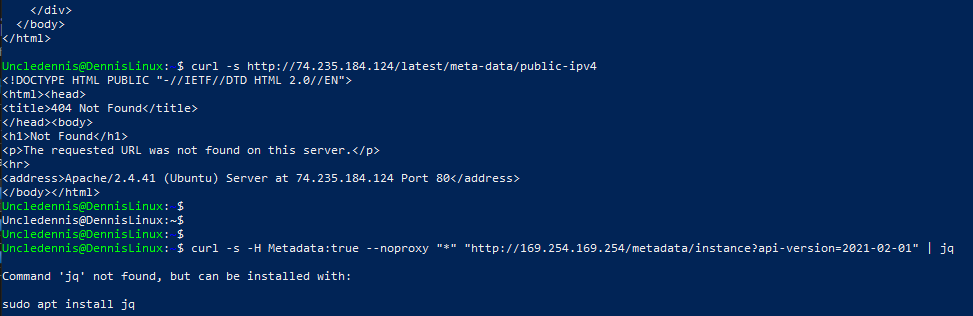 </div>
  </body>
</html>
Uncledennis@DennisLinux: $ curl -s http://74.235.184.124/latest/meta-data/public-ipv4
<!DOCTYPE HTML PUBLIC "-//IETF//DTD HTML 2.0//EN">
<html><head>
<title>404 Not Found</title>
</head><body>
<h1>Not Found</h1>
<p>The requested URL was not found on this server.</p>
<hr>
<address>Apache/2.4.41 (Ubuntu) Server at 74.235.184.124 Port 80</address>
</body></html>
Uncledennis@DennisLinux: $
Uncledennis@DennisLinux:~$
Uncledennis@DennisLinux: $
Uncledennis@DennisLinux: $ curl -s -H Metadata:true --noproxy "*" "http://169.254.169.254/metadata/instance?api-version=2021-02-01" | jq
Command 'jq' not found, but can be installed with:
sudo apt install jq